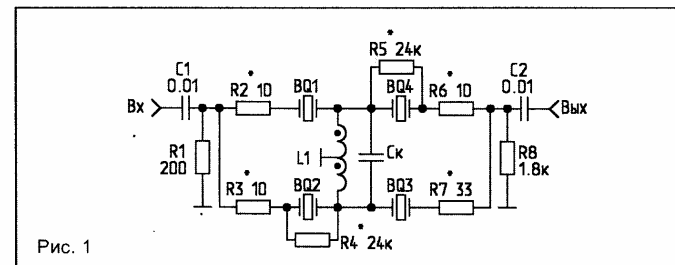 *
R5 24к
C1
0.01
*
R2 10
BQ1
BQ4
*
R6 10
C2
0.01
Вх
Вых
R1
200
L1
Cк
R8
1.8к
*
R3 10
BQ2
BQ3
*
R7 33
R4 * 24к
Рис. 1